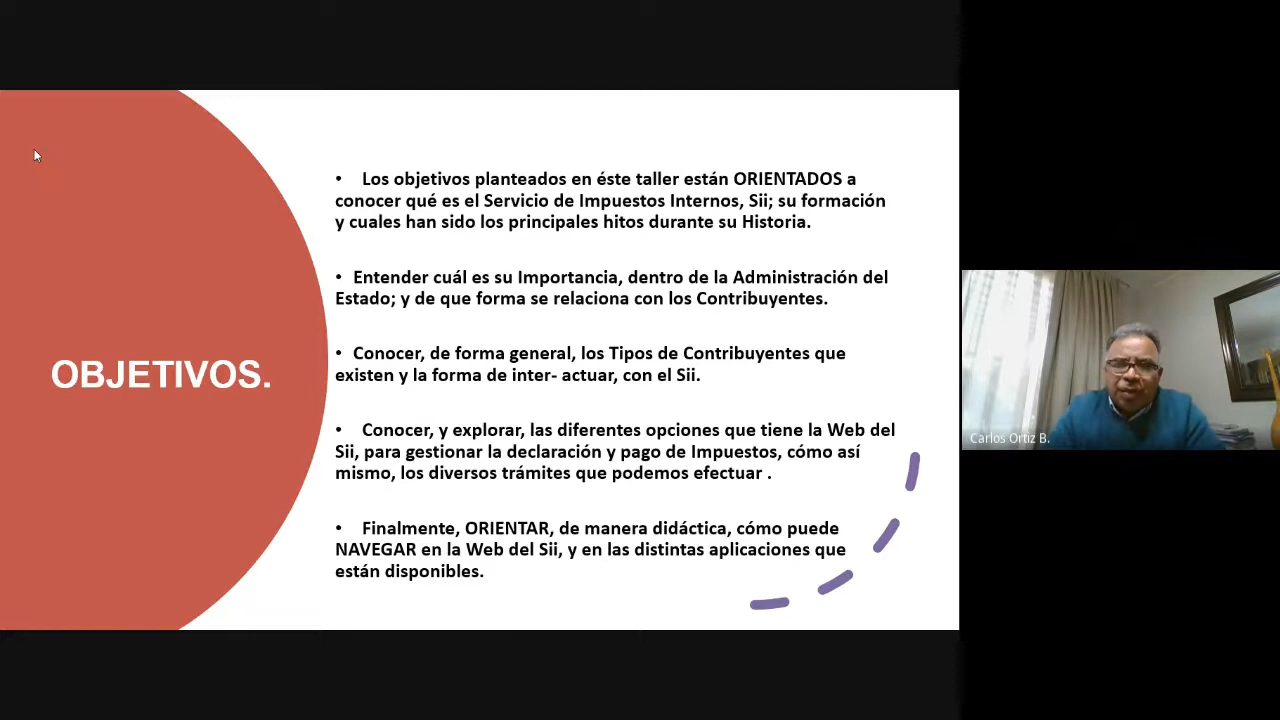 OBJETIVOS.
• Los objetivos planteados en éste taller están ORIENTADOS a
conocer qué es el Servicio de Impuestos Internos, Sii; su formación
y cuales han sido los principales hitos durante su Historia.
• Entender cuál es su Importancia, dentro de la Administración del
Estado; y de que forma se relaciona con los Contribuyentes.
• Conocer, de forma general, los Tipos de Contribuyentes que
existen y la forma de inter- actuar, con el Sii.
• Conocer, y explorar, las diferentes opciones que tiene la Web del
Sii, para gestionar la declaración y pago de Impuestos, cómo así
mismo, los diversos trámites que podemos efectuar .
• Finalmente, ORIENTAR, de manera didáctica, cómo puede
NAVEGAR en la Web del Sii, y en las distintas aplicaciones que
están disponibles.
Carlos Ortiz B.